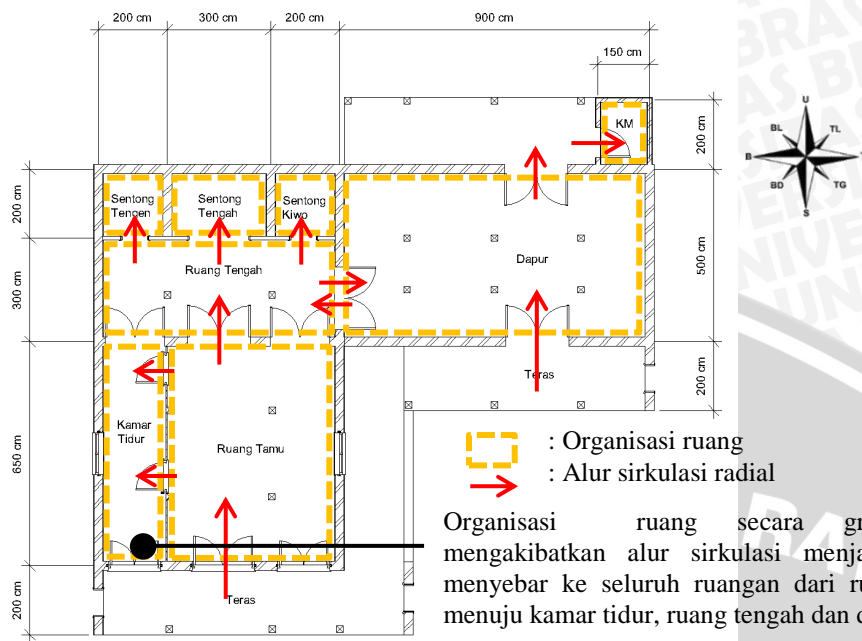 200 cm 300 cm 200 cm 900 cm
150 cm
KM
200 cm
U
BL TL
B
BD TG
S
200 cm
Sentong Tengen
Sentong Tengah
Sentong Kiwo
300 cm
Ruang Tengah
Dapur
500 cm
Teras
200 cm
650 cm
Kamar Tidur
Ruang Tamu
: Organisasi ruang
: Alur sirkulasi radial
Organisasi ruang secara
mengakibatkan alur sirkulasi
menyebar ke seluruh ruangan dari
menuju kamar tidur, ruang tengah dan
200 cm
Teras